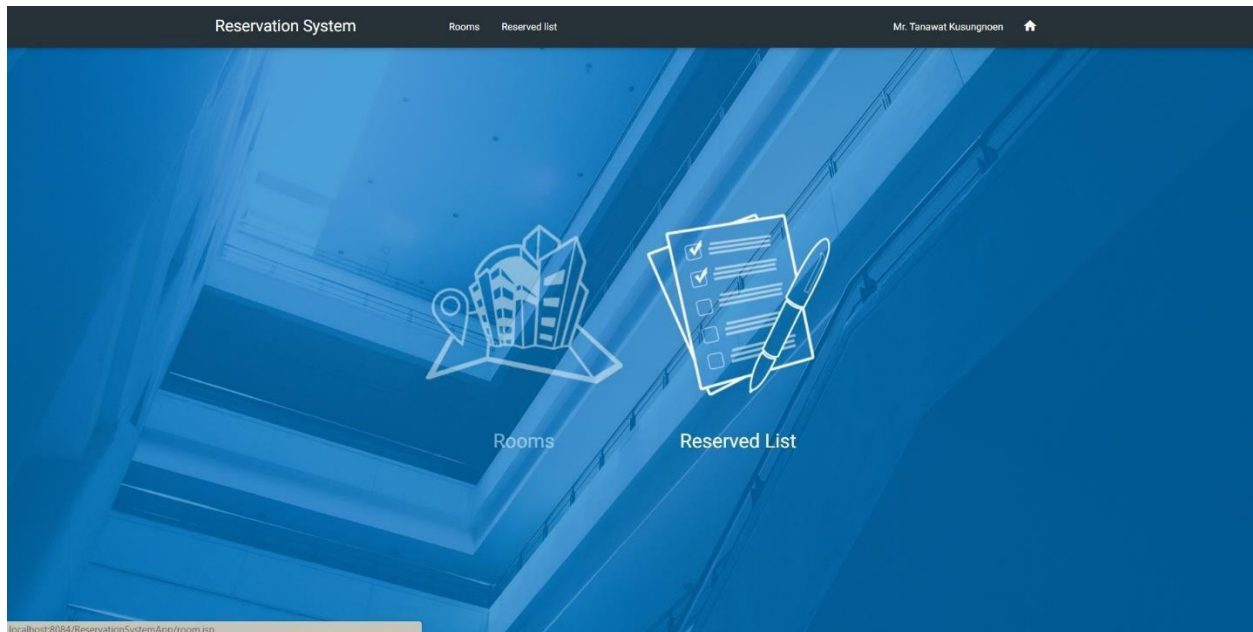 Reservation System
Rooms
Reserved list
Mr. Tanawat Kusungnoen
Rooms
Reserved List
localhost:8084/ReservationSystemApp/room.jsp